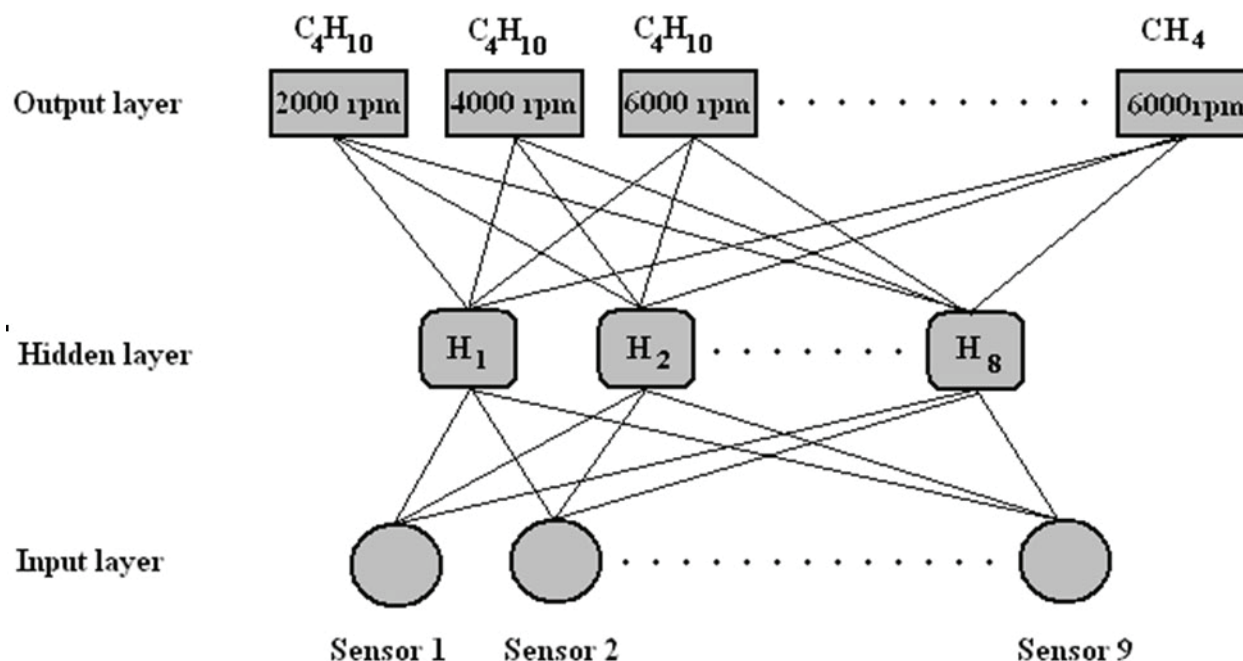 C₄H₁₀ C₄H₁₀ C₄H₁₀ CH₄
Output layer 2000 rpm 4000 rpm 6000 rpm 6000rpm
Hidden layer H₁ H₂ H₈
Input layer
Sensor 1 Sensor 2 Sensor 9